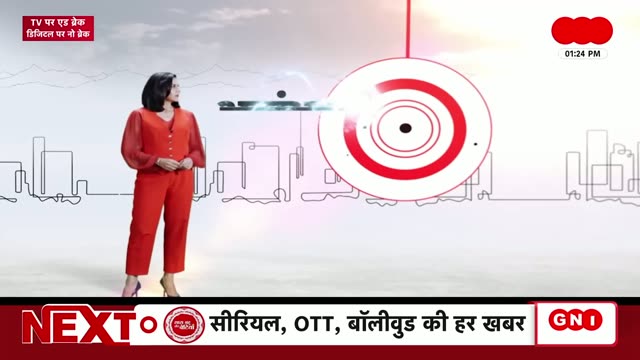 TV पर एड ब्रेक
डिजिटल पर नो ब्रेक
01:24 PM
NEXT
सीरियल, OTT, बॉलीवुड की हर खबर
GNI